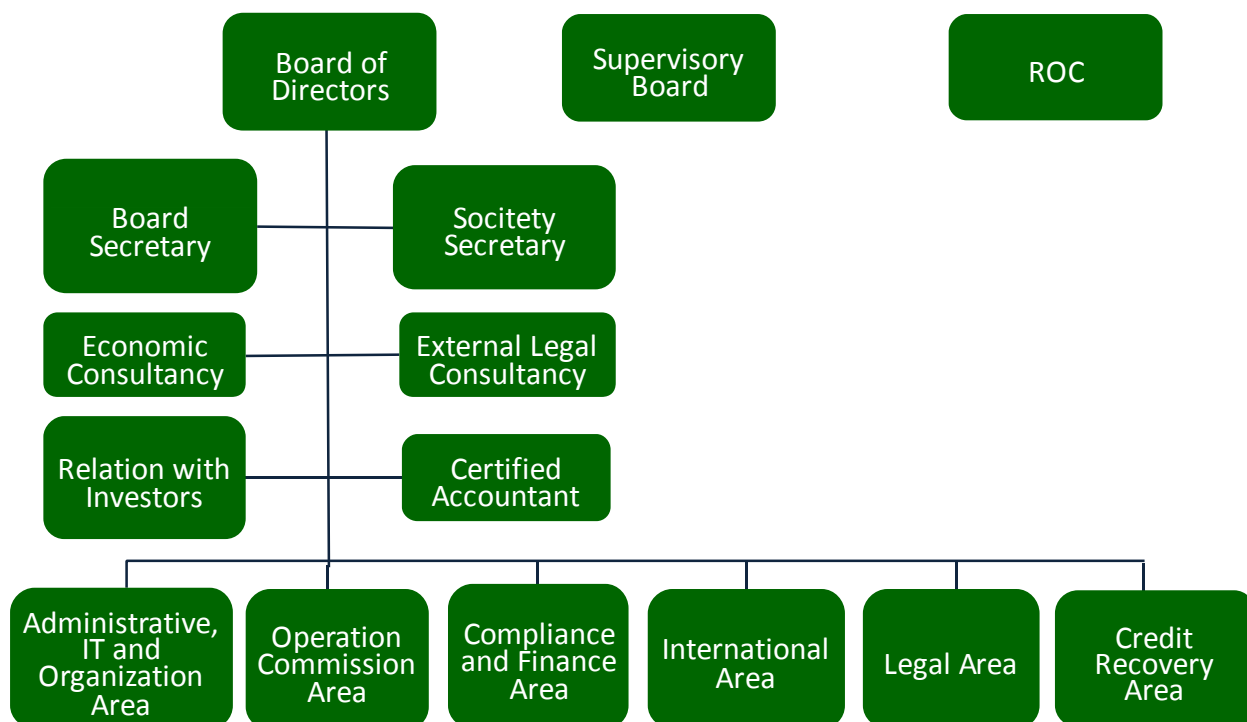 Board of
Directors
Supervisory
Board
ROC
Board
Secretary
Socitety
Secretary
Economic
Consultancy
External Legal
Consultancy
Relation with
Investors
Certified
Accountant
Administrative,
IT and
Organization
Area
Operation
Commission
Area
Compliance
and Finance
Area
International
Area
Legal Area
Credit
Recovery
Area